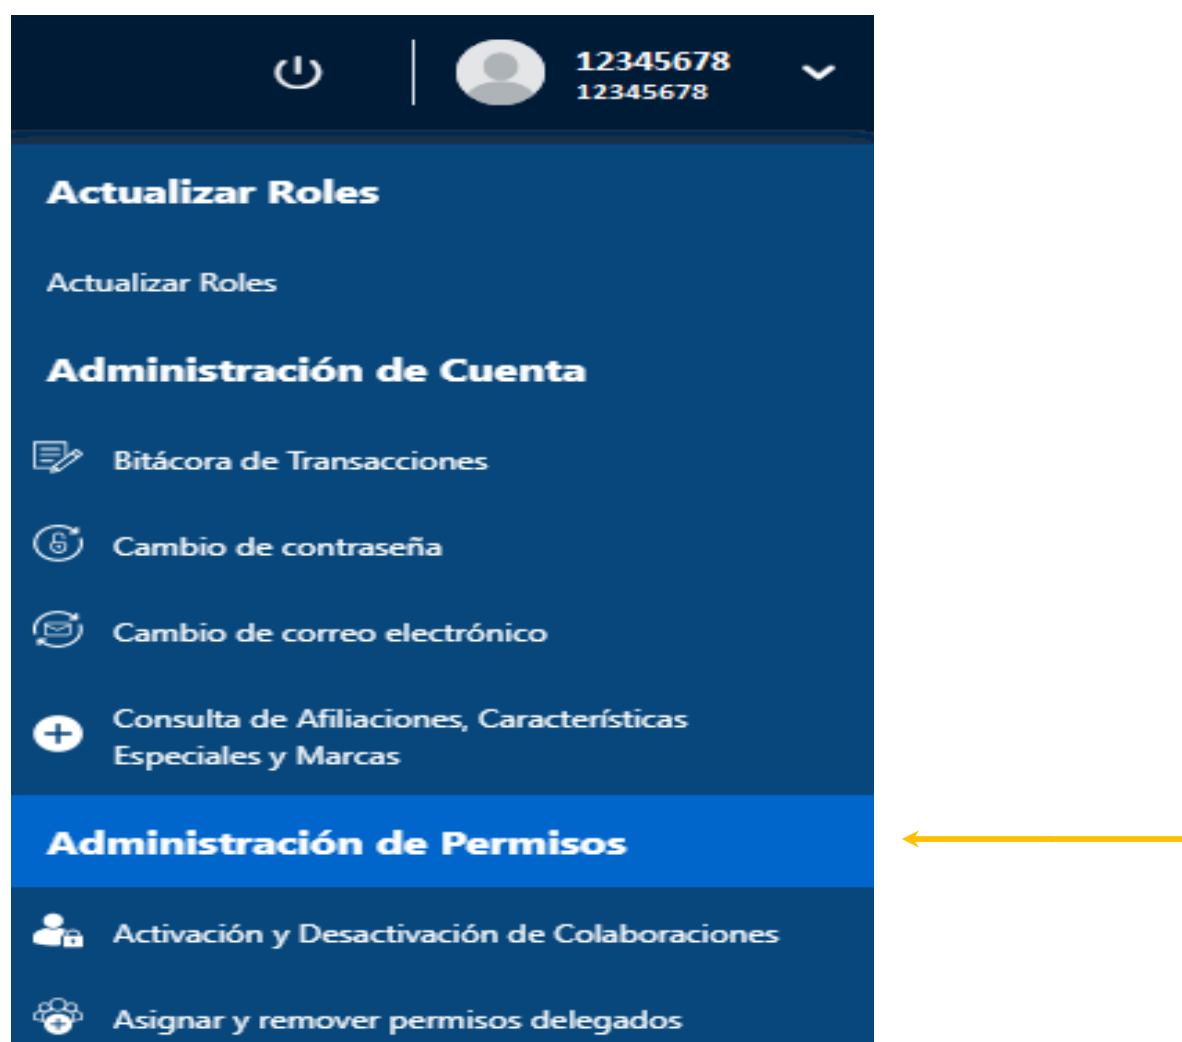 12345678
12345678
Actualizar Roles
Actualizar Roles
Administración de Cuenta
Bitácora de Transacciones
Cambio de contraseña
Cambio de correo electrónico
Consulta de Afiliaciones, Características
Especiales y Marcas
Administración de Permisos
Activación y Desactivación de Colaboraciones
Asignar y remover permisos delegados